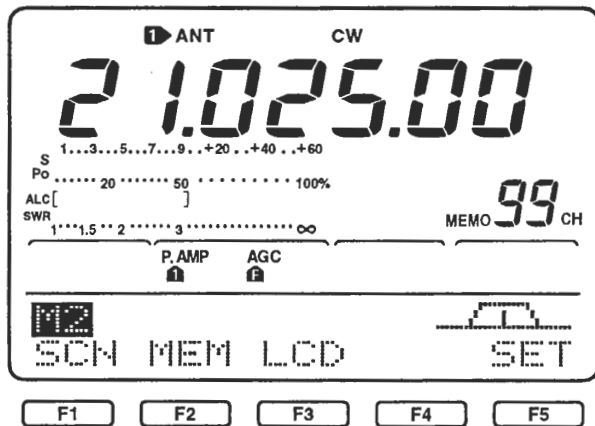 1 ANT CW
21.025.00
S 1...3...5...7...9..+20..+40..+60
Po ...... 20 ........... 50 .......... 100%
ALC [ ]
SWR 1···1.5··2········3···············∞
MEMO 99 CH
P. AMP AGC
1 F
M2
SCN MEM LCD SET
F1 F2 F3 F4 F5